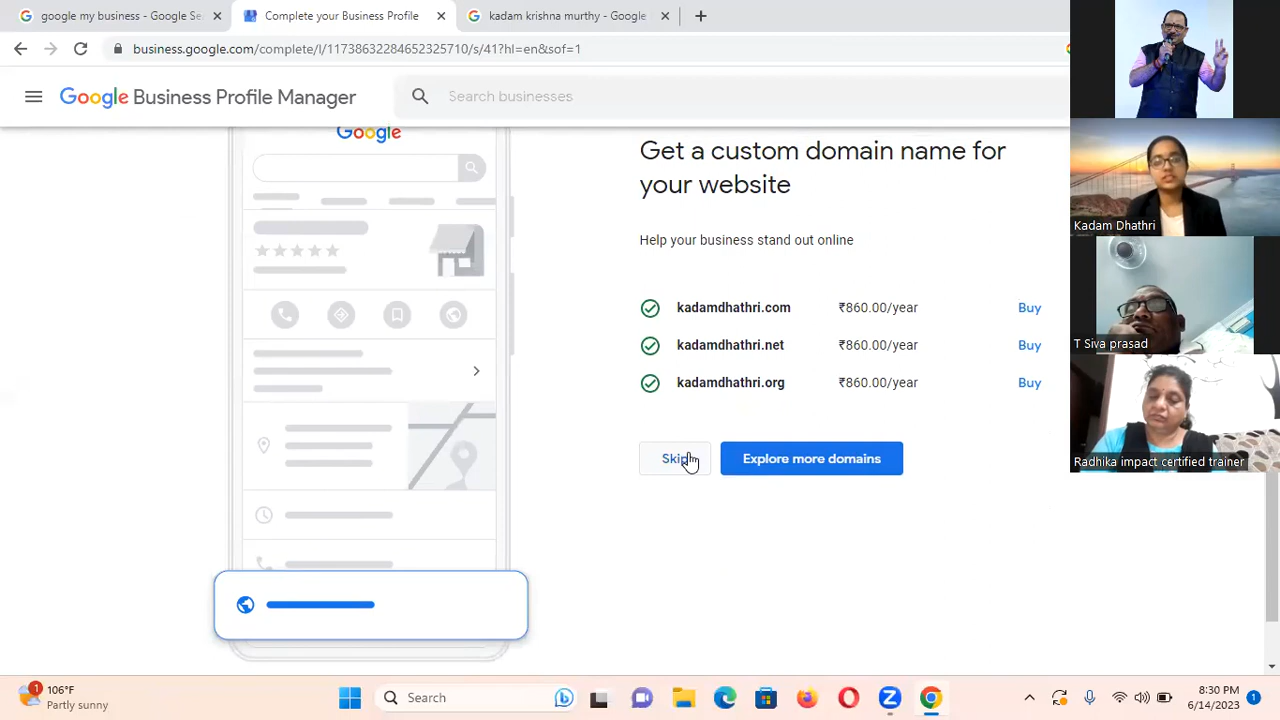 google my business - Google Se
Complete your Business Profile
kadam krishna murthy - Google
business.google.com/complete/l/11738632284652325710/s/41?hl=en&sof=1
Google Business Profile Manager
Search businesses
Google
Get a custom domain name for
your website
Help your business stand out online
kadamdhathri.com ₹860.00/year Buy
kadamdhathri.net ₹860.00/year Buy
kadamdhathri.org ₹860.00/year Buy
Skip
Explore more domains
Kadam Dhathri
T Siva prasad
Radhika impact certified trainer
1
106°F
Partly sunny
Search
8:30 PM
6/14/2023
1